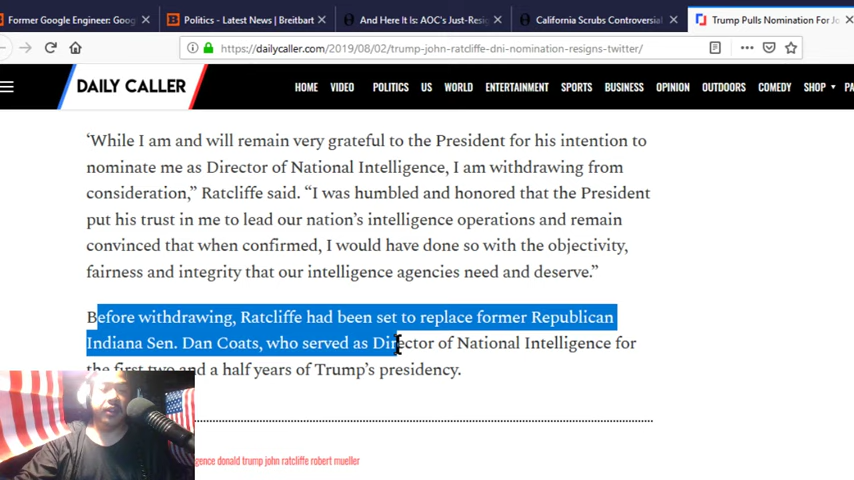 Former Google Engineer: Goog
Politics - Latest News | Breitbart
And Here It Is: AOC's Just-Resig
California Scrubs Controversial
Trump Pulls Nomination For Jo
https://dailycaller.com/2019/08/02/trump-john-ratcliffe-dni-nomination-resigns-twitter/
DAILY CALLER
HOME VIDEO POLITICS US WORLD ENTERTAINMENT SPORTS BUSINESS OPINION OUTDOORS COMEDY SHOP PA
‘While I am and will remain very grateful to the President for his intention to
nominate me as Director of National Intelligence, I am withdrawing from
consideration,” Ratcliffe said. “I was humbled and honored that the President
put his trust in me to lead our nation’s intelligence operations and remain
convinced that when confirmed, I would have done so with the objectivity,
fairness and integrity that our intelligence agencies need and deserve.”
Before withdrawing, Ratcliffe had been set to replace former Republican
Indiana Sen. Dan Coats, who served as Director of National Intelligence for
the first two and a half years of Trump’s presidency.
gence donald trump john ratcliffe robert mueller